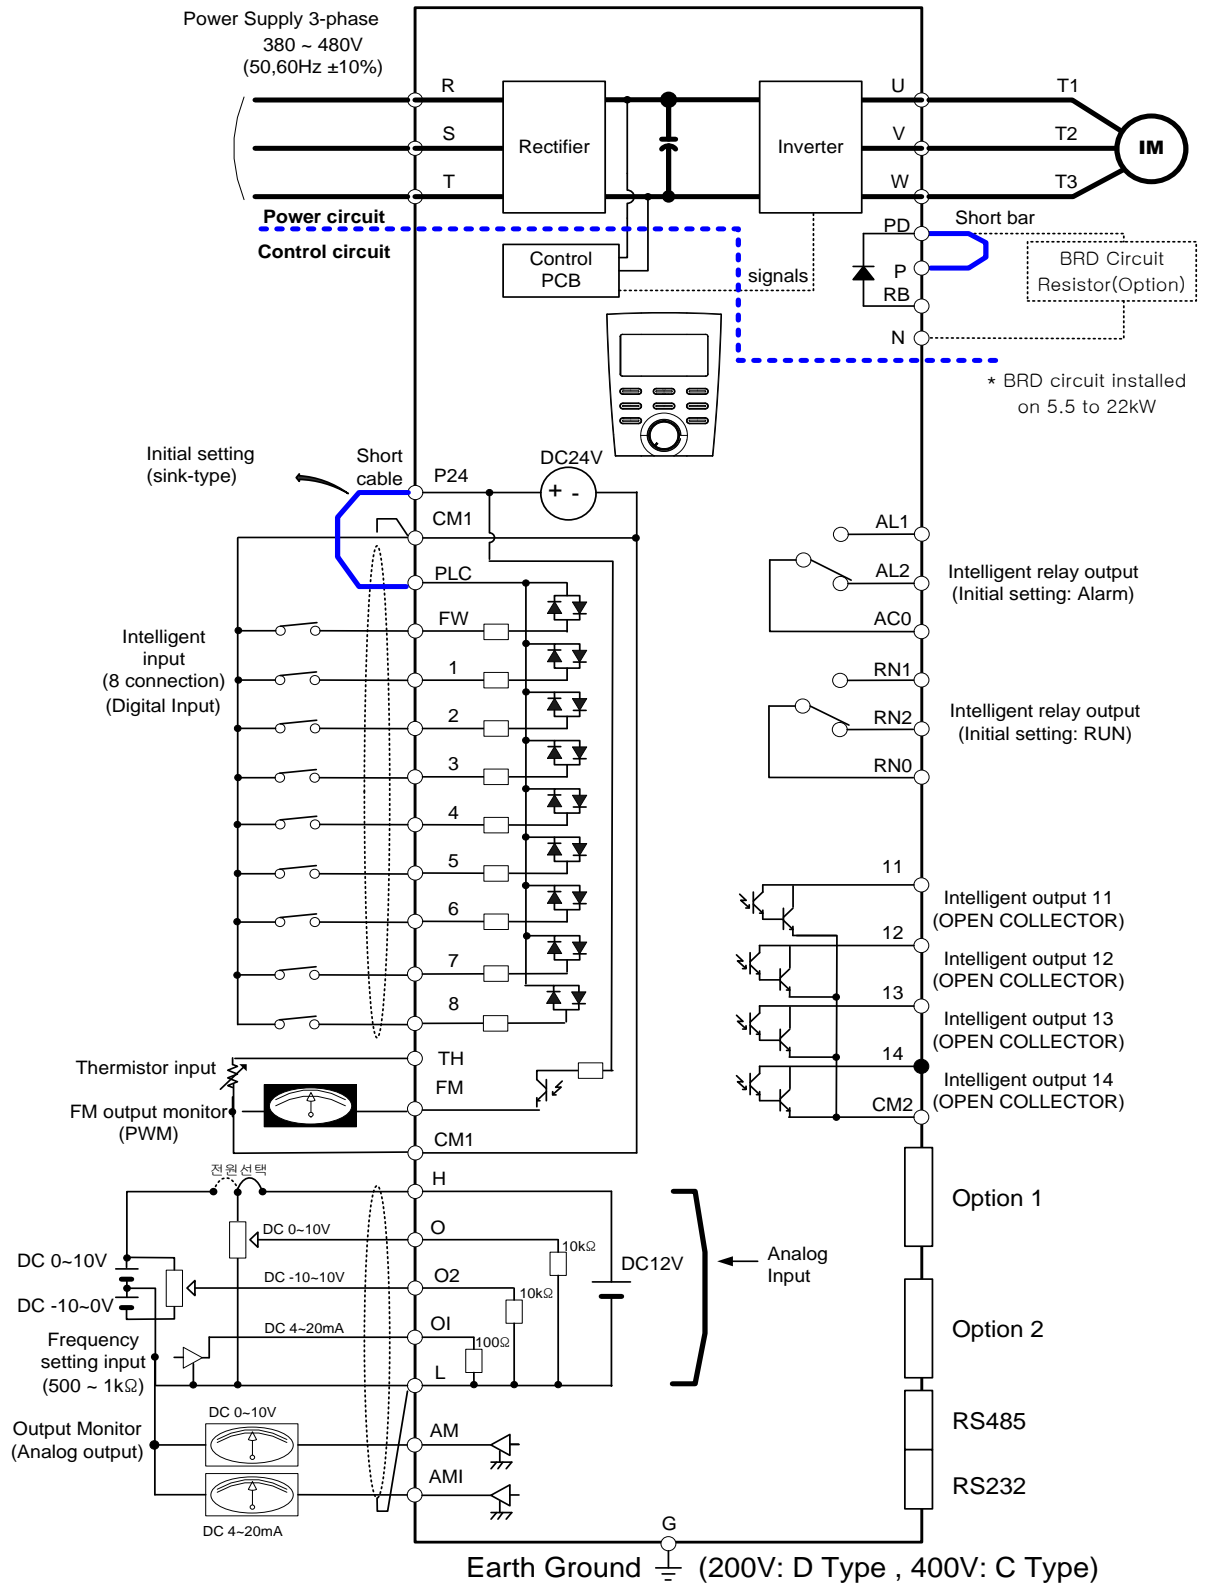 Power Supply 3-phase
380 ~ 480V
(50,60Hz ±10%)
R
S
T
Rectifier
Inverter
U
V
W
T1
T2
T3
IM
Power circuit
Control circuit
Control
PCB
signals
PD
P
RB
N
Short bar
BRD Circuit
Resistor(Option)
* BRD circuit installed
on 5.5 to 22kW
Initial setting
(sink-type)
Short
cable
P24
DC24V
+ -
CM1
PLC
FW
1
2
3
4
5
6
7
8
Intelligent
input
(8 connection)
(Digital Input)
AL1
AL2
AC0
Intelligent relay output
(Initial setting: Alarm)
RN1
RN2
RN0
Intelligent relay output
(Initial setting: RUN)
11
Intelligent output 11
(OPEN COLLECTOR)
12
Intelligent output 12
(OPEN COLLECTOR)
13
Intelligent output 13
(OPEN COLLECTOR)
14
Intelligent output 14
(OPEN COLLECTOR)
CM2
Thermistor input
TH
FM
FM output monitor
(PWM)
CM1
전원선택
H
DC 0~10V
O
10kΩ
DC12V
Analog
Input
DC 0~10V
DC -10~10V
O2
10kΩ
DC -10~0V
DC 4~20mA
OI
100Ω
Frequency
setting input
(500 ~ 1kΩ)
L
DC 0~10V
Output Monitor
(Analog output)
AM
AMI
DC 4~20mA
Option 1
Option 2
RS485
RS232
G
Earth Ground (200V: D Type , 400V: C Type)